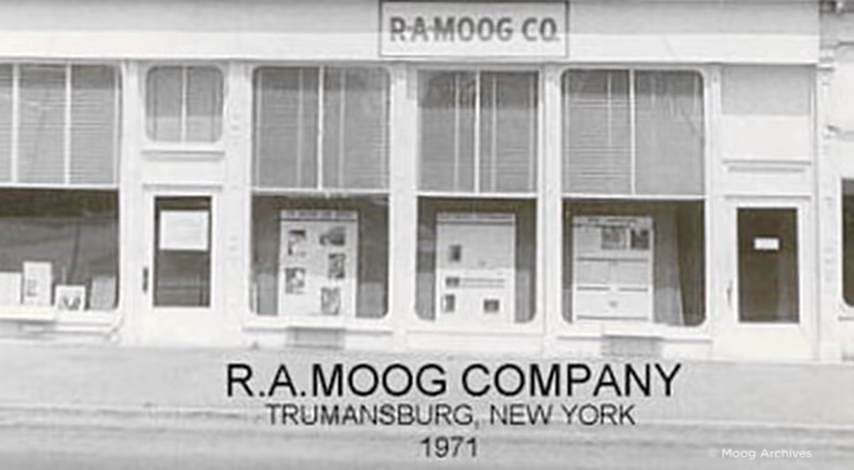 R.A.MOOG CO.
R.A.MOOG COMPANY
TRUMANSBURG, NEW YORK
1971
© Moog Archives